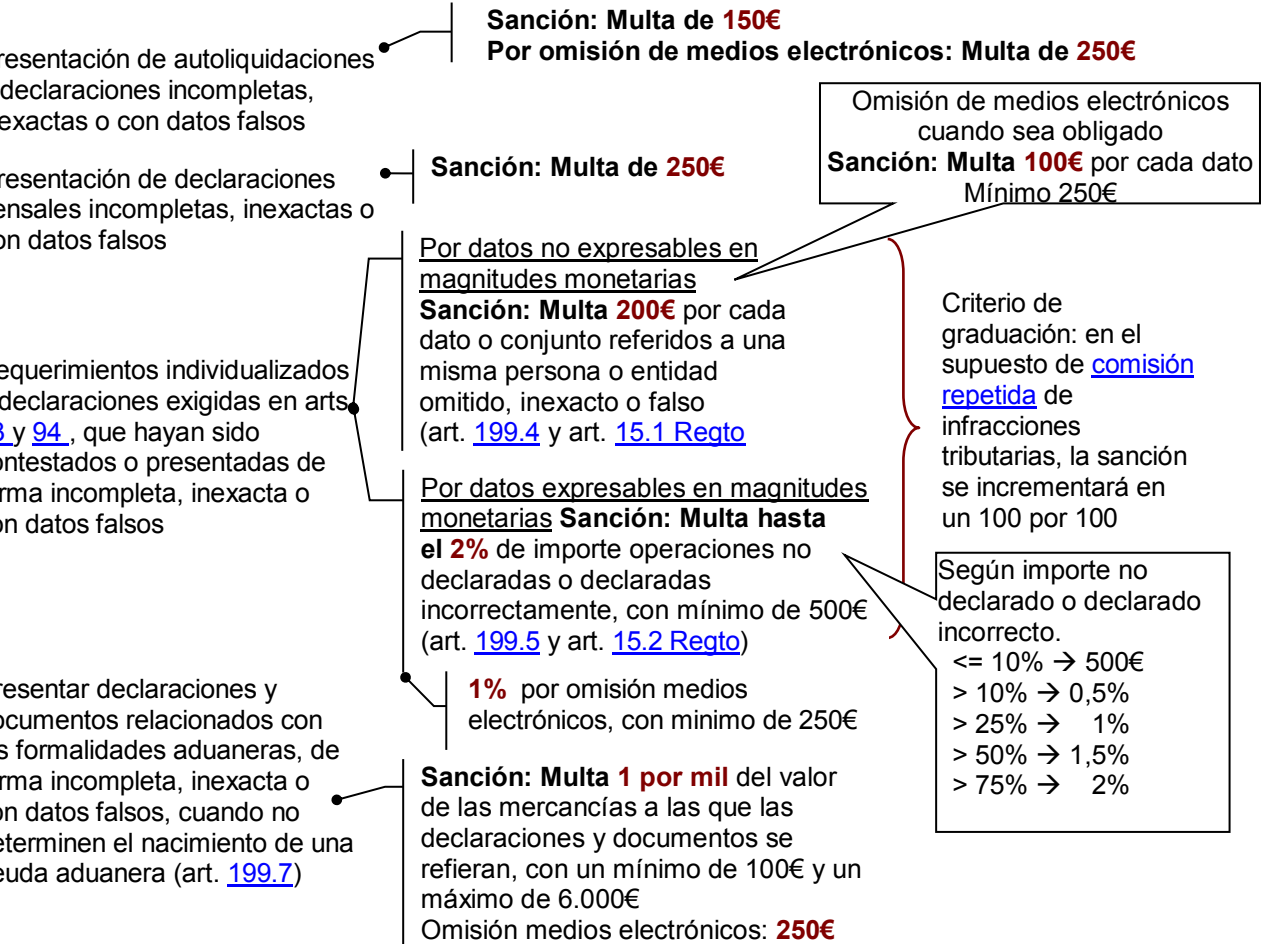 Sanción: Multa de 150€
Por omisión de medios electrónicos: Multa de 250€
resentación de autoliquidaciones
declaraciones incompletas,
exactas o con datos falsos
Omisión de medios electrónicos
cuando sea obligado
Sanción: Multa 100€ por cada dato
Mínimo 250€
Sanción: Multa de 250€
resentación de declaraciones
ensales incompletas, inexactas o
on datos falsos
Por datos no expresables en
magnitudes monetarias
Sanción: Multa 200€ por cada
dato o conjunto referidos a una
misma persona o entidad
omitido, inexacto o falso
(art. 199.4 y art. 15.1 Regto
Criterio de
graduación: en el
supuesto de comisión
repetida de
infracciones
tributarias, la sanción
se incrementará en
un 100 por 100
equerimientos individualizados
declaraciones exigidas en arts
3 y 94 , que hayan sido
ontestados o presentadas de
rma incompleta, inexacta o
on datos falsos
Por datos expresables en magnitudes
monetarias Sanción: Multa hasta
el 2% de importe operaciones no
declaradas o declaradas
incorrectamente, con mínimo de 500€
(art. 199.5 y art. 15.2 Regto)
Según importe no
declarado o declarado
incorrecto.
<= 10% → 500€
> 10% → 0,5%
> 25% → 1%
> 50% → 1,5%
> 75% → 2%
1% por omisión medios
electrónicos, con minimo de 250€
resentar declaraciones y
ocumentos relacionados con
s formalidades aduaneras, de
rma incompleta, inexacta o
on datos falsos, cuando no
eterminen el nacimiento de una
euda aduanera (art. 199.7)
Sanción: Multa 1 por mil del valor
de las mercancías a las que las
declaraciones y documentos se
refieran, con un mínimo de 100€ y un
máximo de 6.000€
Omisión medios electrónicos: 250€